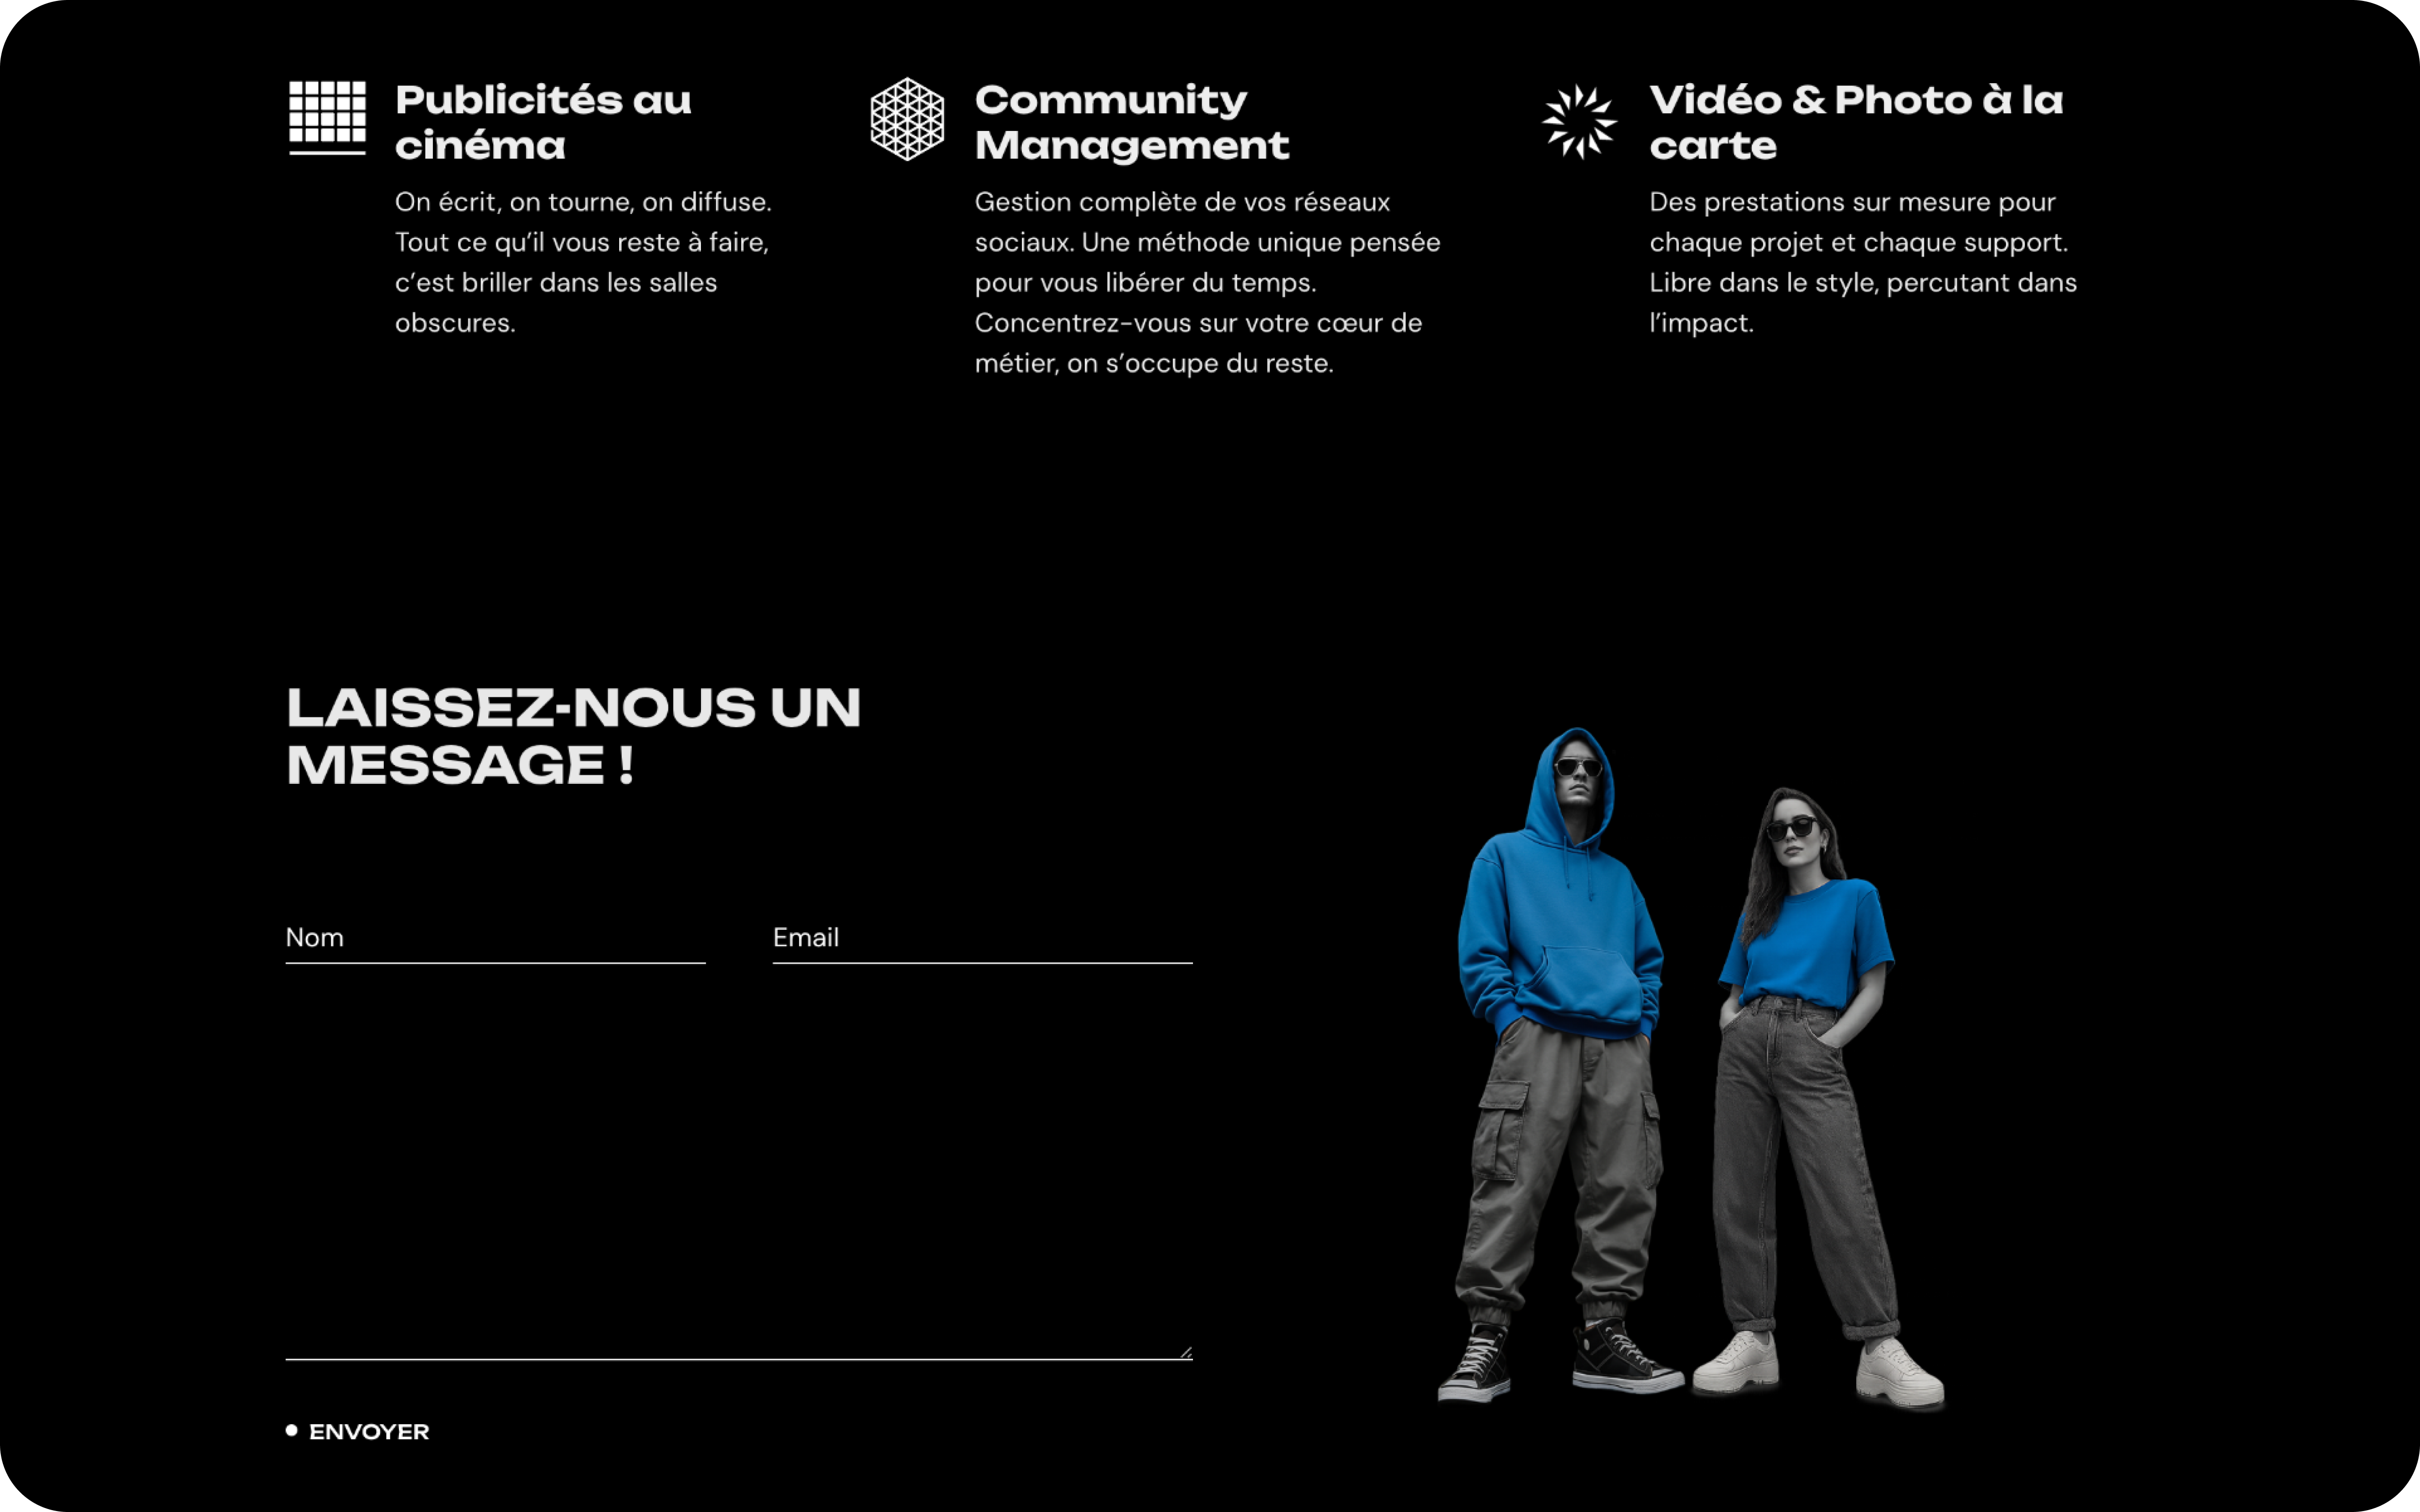 Publicités au
cinéma
On écrit, on tourne, on diffuse.
Tout ce qu’il vous reste à faire,
c’est briller dans les salles
obscures.
Community
Management
Gestion complète de vos réseaux
sociaux. Une méthode unique pensée
pour vous libérer du temps.
Concentrez-vous sur votre cœur de
métier, on s’occupe du reste.
Vidéo & Photo à la
carte
Des prestations sur mesure pour
chaque projet et chaque support.
Libre dans le style, percutant dans
l’impact.
LAISSEZ-NOUS UN
MESSAGE !
Nom
Email
ENVOYER